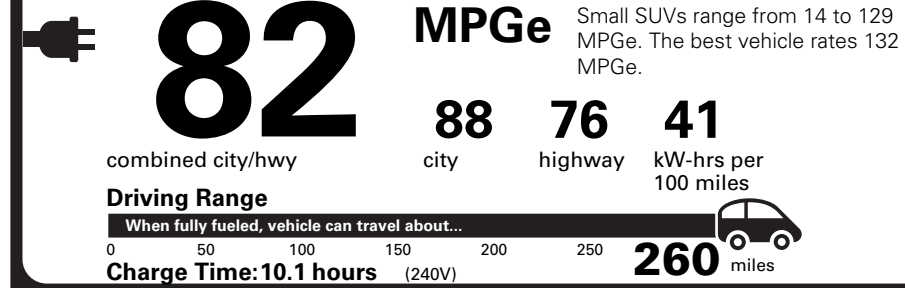 82
MPGe
Small SUVs range from 14 to 129
MPGe. The best vehicle rates 132
MPGe.
88 76 41
combined city/hwy city highway kW-hrs per
100 miles
Driving Range
When fully fueled, vehicle can travel about...
0 50 100 150 200 250 260 miles
Charge Time:10.1 hours (240V)